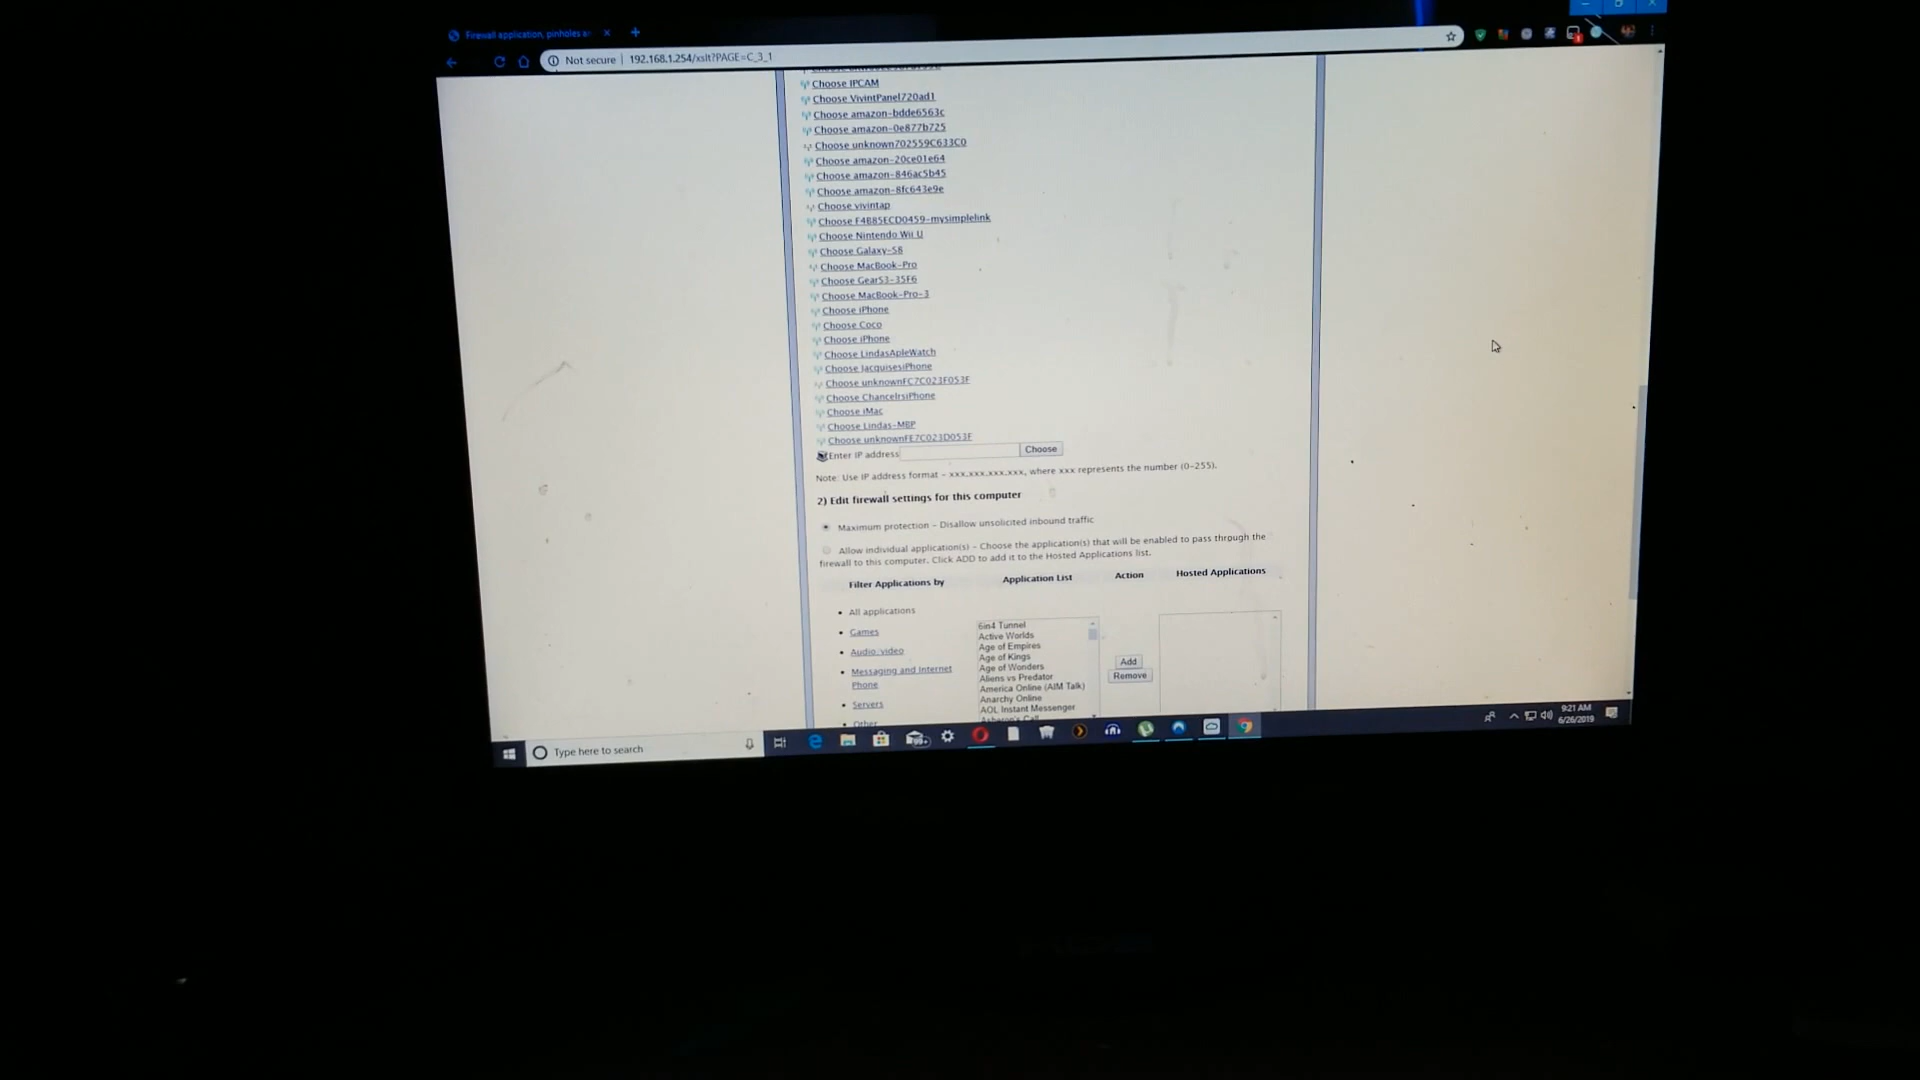 Firewall application, pinholes a
Not secure | 192.168.1.254/xslt?PAGE=C_3_1
Choose IPCAM
Choose VivintPanel720ad1
Choose amazon-bdde6563c
Choose amazon-0e877b725
Choose unknown702559C633C0
Choose amazon-20ce01e64
Choose amazon-846ac5b45
Choose amazon-8fc643e9e
Choose vivintap
Choose F4B85ECD0459-mysimplelink
Choose Nintendo Wii U
Choose Galaxy-S8
Choose MacBook-Pro
Choose GearS3-35F6
Choose MacBook-Pro-3
Choose iPhone
Choose Coco
Choose iPhone
Choose LindasApleWatch
Choose JacquisesiPhone
Choose unknownFC7C023F053F
Choose ChancelrsiPhone
Choose iMac
Choose Lindas-MBP
Choose unknownFE7C023D053F
Enter IP address Choose
Note: Use IP address format - xxx.xxx.xxx.xxx, where xxx represents the number (0-255).
2) Edit firewall settings for this computer
Maximum protection - Disallow unsolicited inbound traffic
Allow individual application(s) - Choose the application(s) that will be enabled to pass through the
firewall to this computer. Click ADD to add it to the Hosted Applications list.
Filter Applications by Application List Action Hosted Applications
All applications
Games
Audio/video
Messaging and Internet
Phone
Servers
Other
6in4 Tunnel
Active Worlds
Age of Empires
Age of Kings
Age of Wonders
Aliens vs Predator
America Online (AIM Talk)
Anarchy Online
AOL Instant Messenger
Asheron's Call
Add
Remove
Type here to search
99+
9:21 AM
6/26/2019